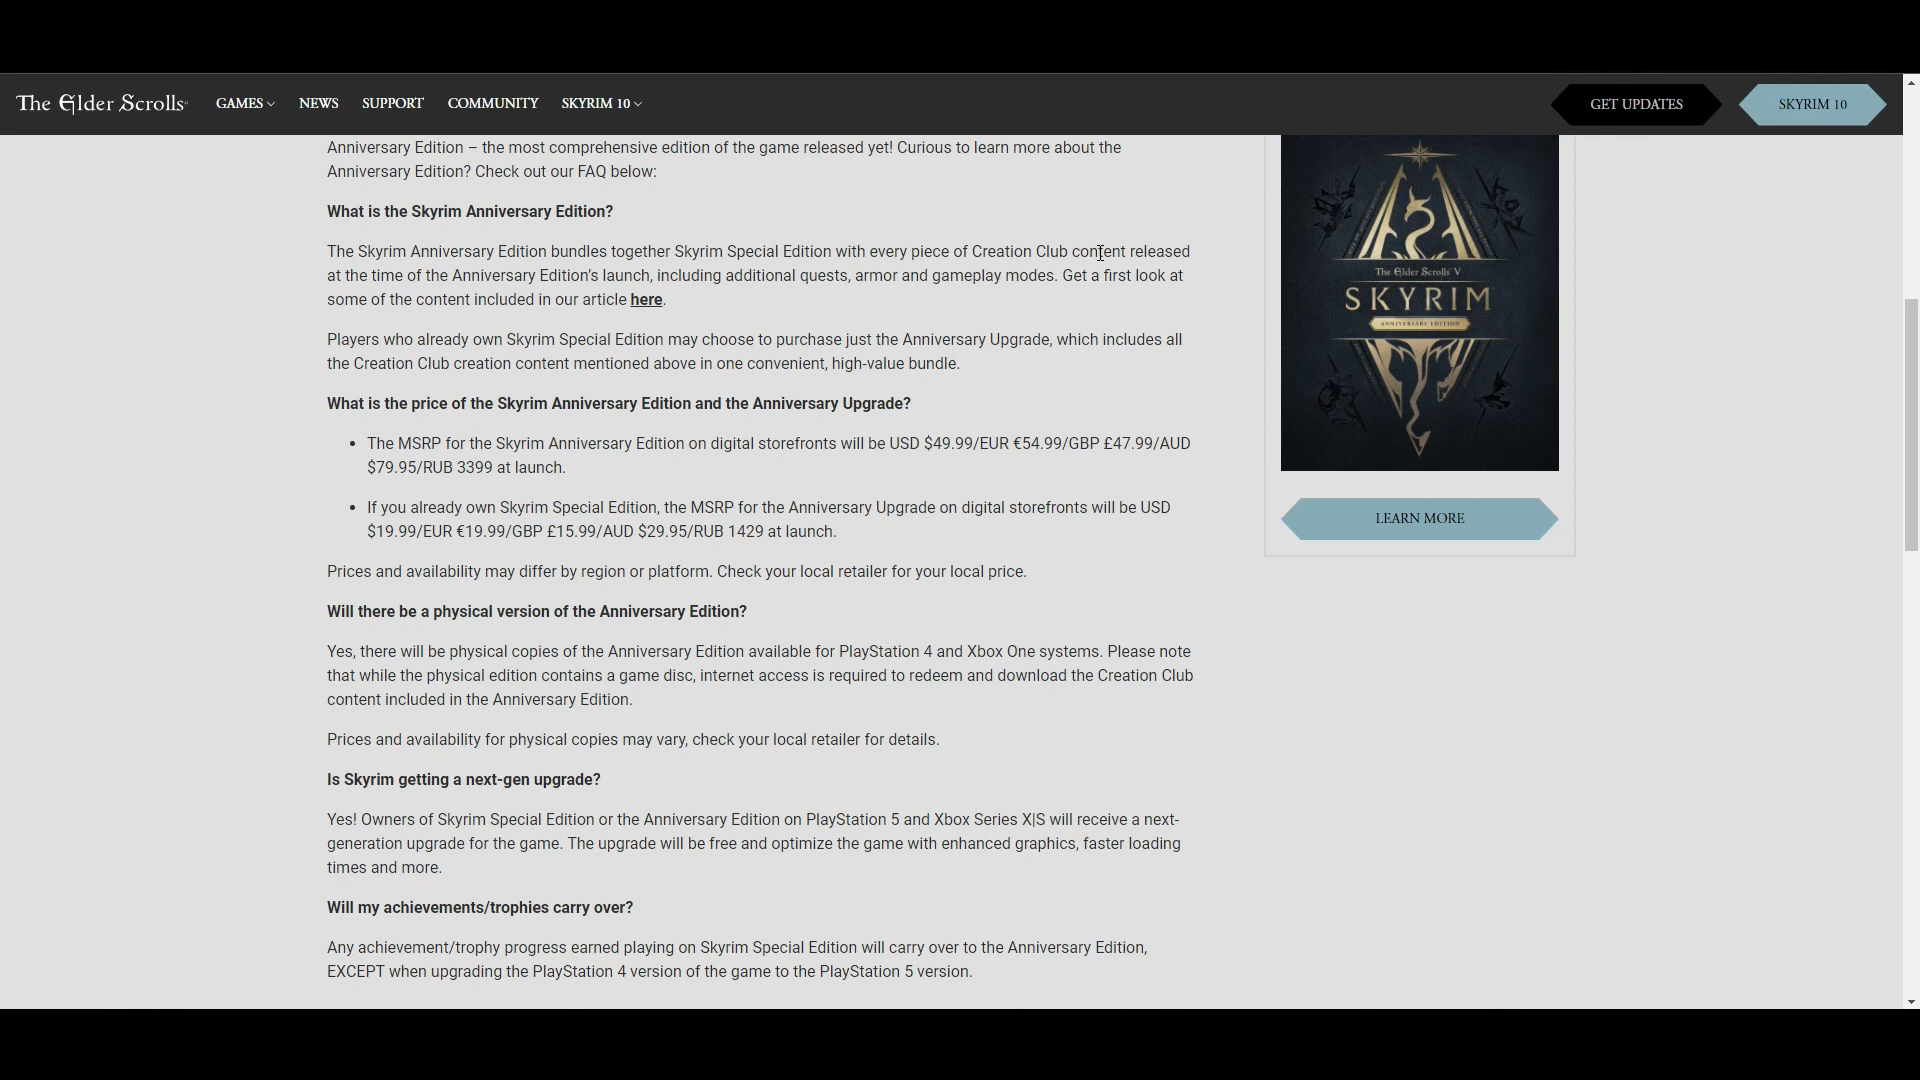 The Elder Scrolls
GAMES
NEWS
SUPPORT
COMMUNITY
SKYRIM 10
GET UPDATES
SKYRIM 10
Anniversary Edition – the most comprehensive edition of the game released yet! Curious to learn more about the
Anniversary Edition? Check out our FAQ below:
What is the Skyrim Anniversary Edition?
The Skyrim Anniversary Edition bundles together Skyrim Special Edition with every piece of Creation Club content released
at the time of the Anniversary Edition’s launch, including additional quests, armor and gameplay modes. Get a first look at
some of the content included in our article here.
Players who already own Skyrim Special Edition may choose to purchase just the Anniversary Upgrade, which includes all
the Creation Club creation content mentioned above in one convenient, high-value bundle.
What is the price of the Skyrim Anniversary Edition and the Anniversary Upgrade?
• The MSRP for the Skyrim Anniversary Edition on digital storefronts will be USD $49.99/EUR €54.99/GBP £47.99/AUD
$79.95/RUB 3399 at launch.
• If you already own Skyrim Special Edition, the MSRP for the Anniversary Upgrade on digital storefronts will be USD
$19.99/EUR €19.99/GBP £15.99/AUD $29.95/RUB 1429 at launch.
Prices and availability may differ by region or platform. Check your local retailer for your local price.
Will there be a physical version of the Anniversary Edition?
Yes, there will be physical copies of the Anniversary Edition available for PlayStation 4 and Xbox One systems. Please note
that while the physical edition contains a game disc, internet access is required to redeem and download the Creation Club
content included in the Anniversary Edition.
Prices and availability for physical copies may vary, check your local retailer for details.
Is Skyrim getting a next-gen upgrade?
Yes! Owners of Skyrim Special Edition or the Anniversary Edition on PlayStation 5 and Xbox Series X|S will receive a next-
generation upgrade for the game. The upgrade will be free and optimize the game with enhanced graphics, faster loading
times and more.
Will my achievements/trophies carry over?
Any achievement/trophy progress earned playing on Skyrim Special Edition will carry over to the Anniversary Edition,
EXCEPT when upgrading the PlayStation 4 version of the game to the PlayStation 5 version.
The Elder Scrolls V
SKYRIM
ANNIVERSARY EDITION
LEARN MORE